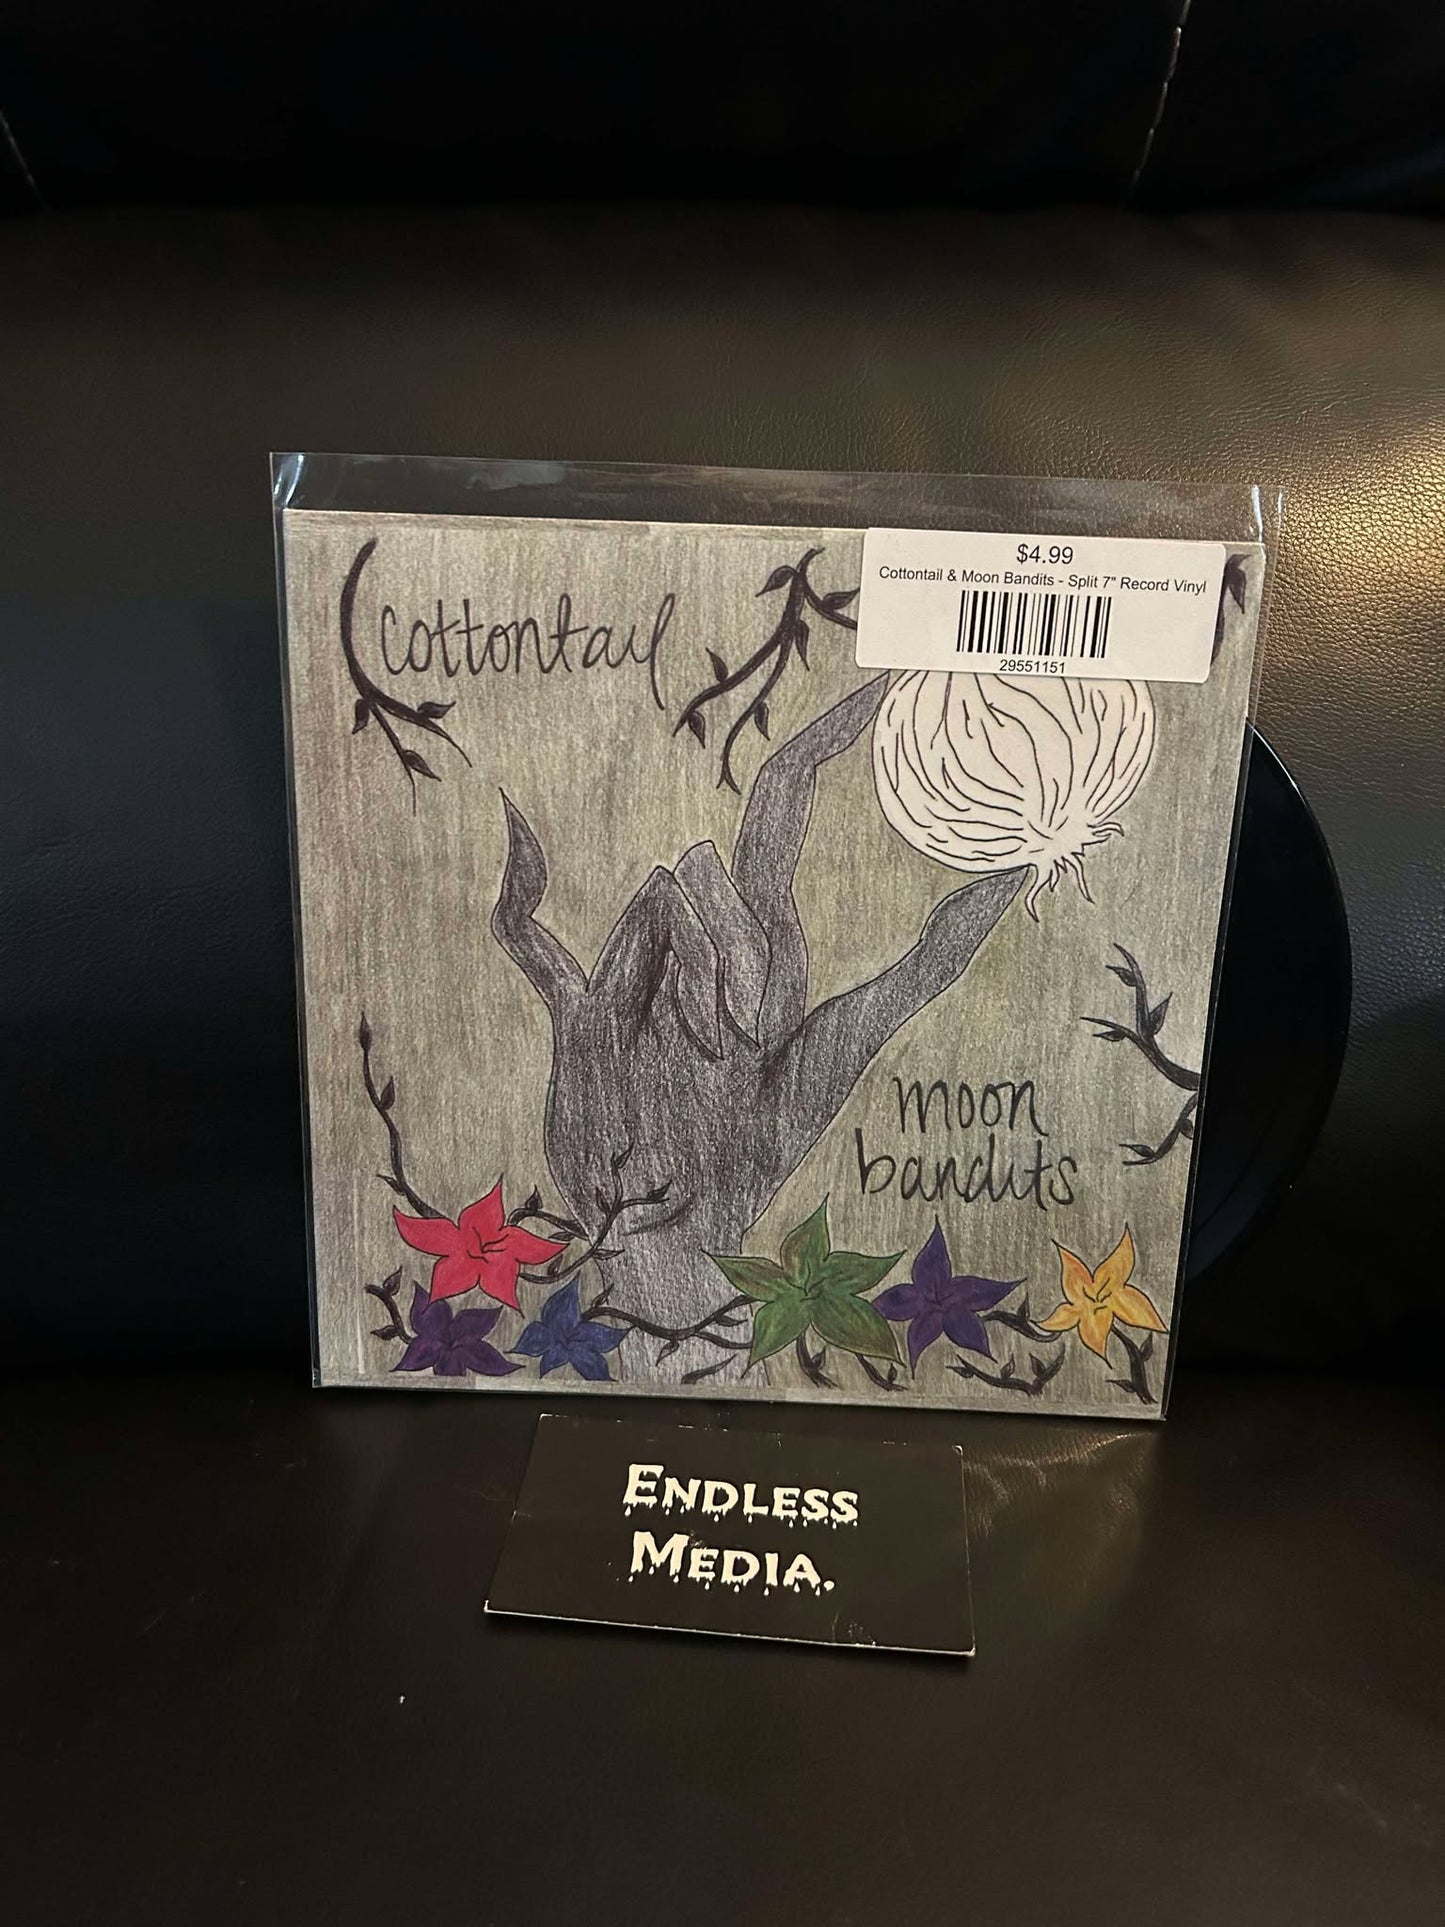 $4.99
Cottontail & Moon Bandits - Split 7" Record Vinyl
29551151
cottontail
moon
bandits
ENDLESS
MEDIA.